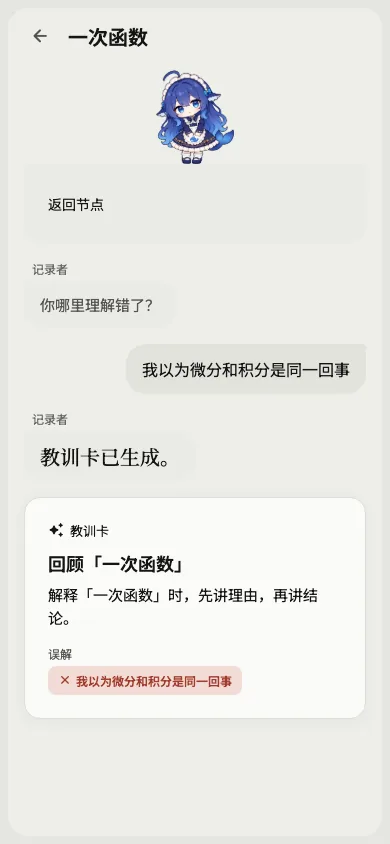 一次函数
返回节点
记录者
你哪里理解错了?
我以为微分和积分是同一回事
记录者
教训卡已生成。
教训卡
回顾「一次函数」
解释「一次函数」时，先讲理由，再讲结
论。
误解
× 我以为微分和积分是同一回事